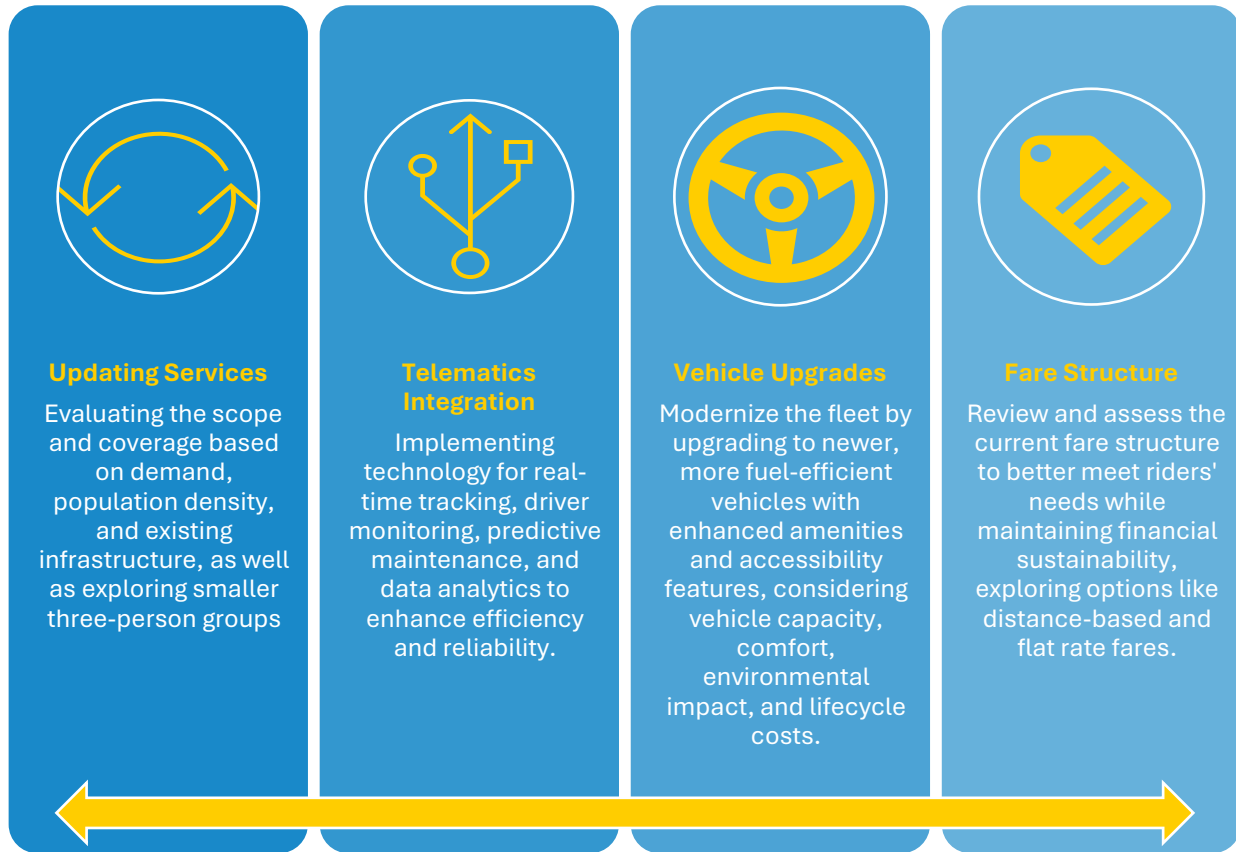 Updating Services
Evaluating the scope
and coverage based
on demand,
population density,
and existing
infrastructure, as well
as exploring smaller
three-person groups
Telematics
Integration
Implementing
technology for real-
time tracking, driver
monitoring, predictive
maintenance, and
data analytics to
enhance efficiency
and reliability.
Vehicle Upgrades
Modernize the fleet by
upgrading to newer,
more fuel-efficient
vehicles with
enhanced amenities
and accessibility
features, considering
vehicle capacity,
comfort,
environmental
impact, and lifecycle
costs.
Fare Structure
Review and assess the
current fare structure
to better meet riders'
needs while
maintaining financial
sustainability,
exploring options like
distance-based and
flat rate fares.